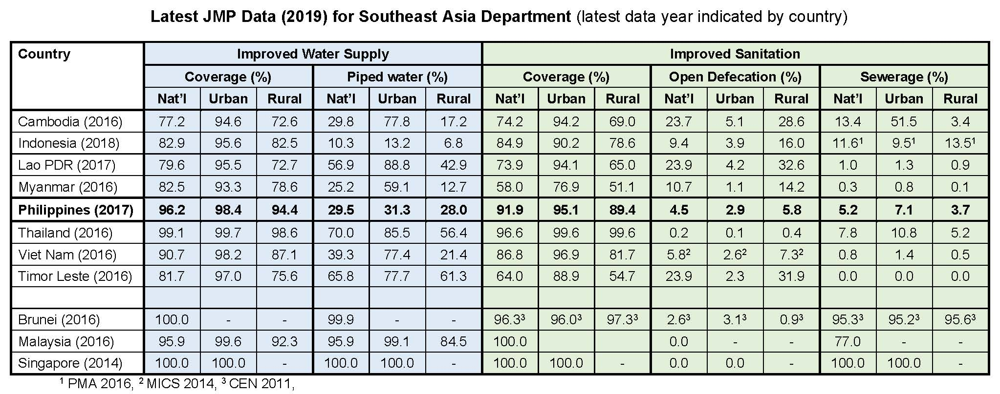 Latest JMP Data (2019) for Southeast Asia Department (latest data year indicated by country)
Country Improved Water Supply Improved Sanitation
Coverage (%) Piped water (%) Coverage (%) Open Defecation (%) Sewerage (%)
Nat’l Urban Rural Nat’l Urban Rural Nat’l Urban Rural Nat’l Urban Rural Nat’l Urban Rural
Cambodia (2016) 77.2 94.6 72.6 29.8 77.8 17.2 74.2 94.2 69.0 23.7 5.1 28.6 13.4 51.5 3.4
Indonesia (2018) 82.9 95.6 82.5 10.3 13.2 6.8 84.9 90.2 78.6 9.4 3.9 16.0 11.6¹ 9.5¹ 13.5¹
Lao PDR (2017) 79.6 95.5 72.7 56.9 88.8 42.9 73.9 94.1 65.0 23.9 4.2 32.6 1.0 1.3 0.9
Myanmar (2016) 82.5 93.3 78.6 25.2 59.1 12.7 58.0 76.9 51.1 10.7 1.1 14.2 0.3 0.8 0.1
Philippines (2017) 96.2 98.4 94.4 29.5 31.3 28.0 91.9 95.1 89.4 4.5 2.9 5.8 5.2 7.1 3.7
Thailand (2016) 99.1 99.7 98.6 70.0 85.5 56.4 96.6 99.6 99.6 0.2 0.1 0.4 7.8 10.8 5.2
Viet Nam (2016) 90.7 98.2 87.1 39.3 77.4 21.4 86.8 96.9 81.7 5.8² 2.6² 7.3² 0.8 1.4 0.5
Timor Leste (2016) 81.7 97.0 75.6 65.8 77.7 61.3 64.0 88.9 54.7 23.9 2.3 31.9 0.0 0.0 0.0
Brunei (2016) 100.0 - - 99.9 - - 96.3³ 96.0³ 97.3³ 2.6³ 3.1³ 0.9³ 95.3³ 95.2³ 95.6³
Malaysia (2016) 95.9 99.6 92.3 95.9 99.1 84.5 100.0 0.0 - - 77.0 - -
Singapore (2014) 100.0 100.0 - 100.0 100.0 - 100.0 100.0 - 0.0 0.0 - 100.0 100.0 -
¹ PMA 2016, ² MICS 2014, ³ CEN 2011,